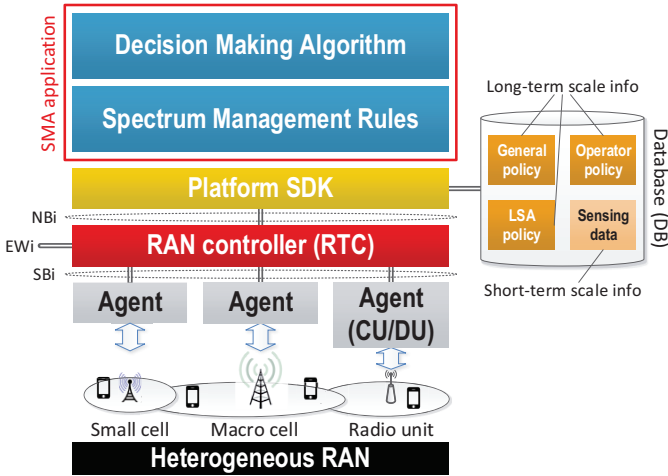 SMA application
Decision Making Algorithm
Spectrum Management Rules
Platform SDK
NBi
EWi
RAN controller (RTC)
SBi
Agent
Agent
Agent
(CU/DU)
Small cell
Macro cell
Radio unit
Heterogeneous RAN
Long-term scale info
General
policy
Operator
policy
LSA
policy
Sensing
data
Short-term scale info
Database (DB)